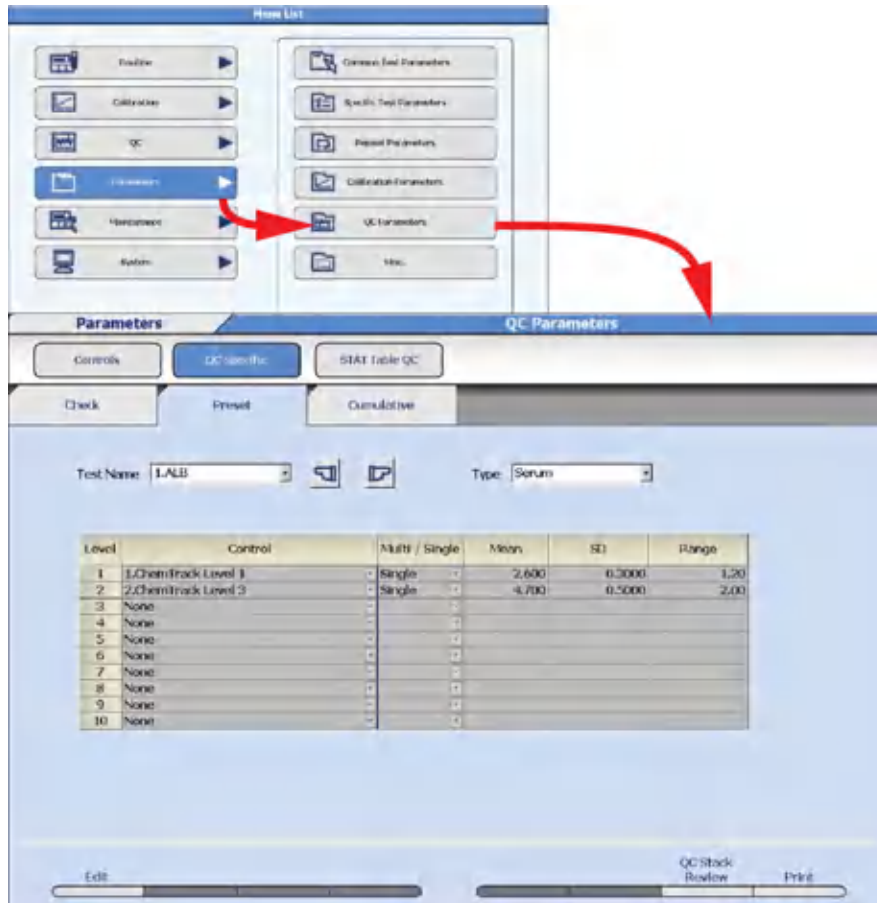 Menu List
Routine
Common Test Parameters
Calibration
Specific Test Parameters
QC
Repeat Parameters
Parameters
Calibration Parameters
Maintenance
QC Parameters
System
Misc.
Parameters QC Parameters
Controls QC Specific STAT Table QC
Check Preset Cumulative
Test Name 1.ALB Type Serum
Level Control Multi / Single Mean SD Range
1 1.ChemTrack Level 1 Single 2.600 0.3000 1.20
2 2.ChemTrack Level 3 Single 4.700 0.5000 2.00
3 None
4 None
5 None
6 None
7 None
8 None
9 None
10 None
Edit QC Stock Review Print